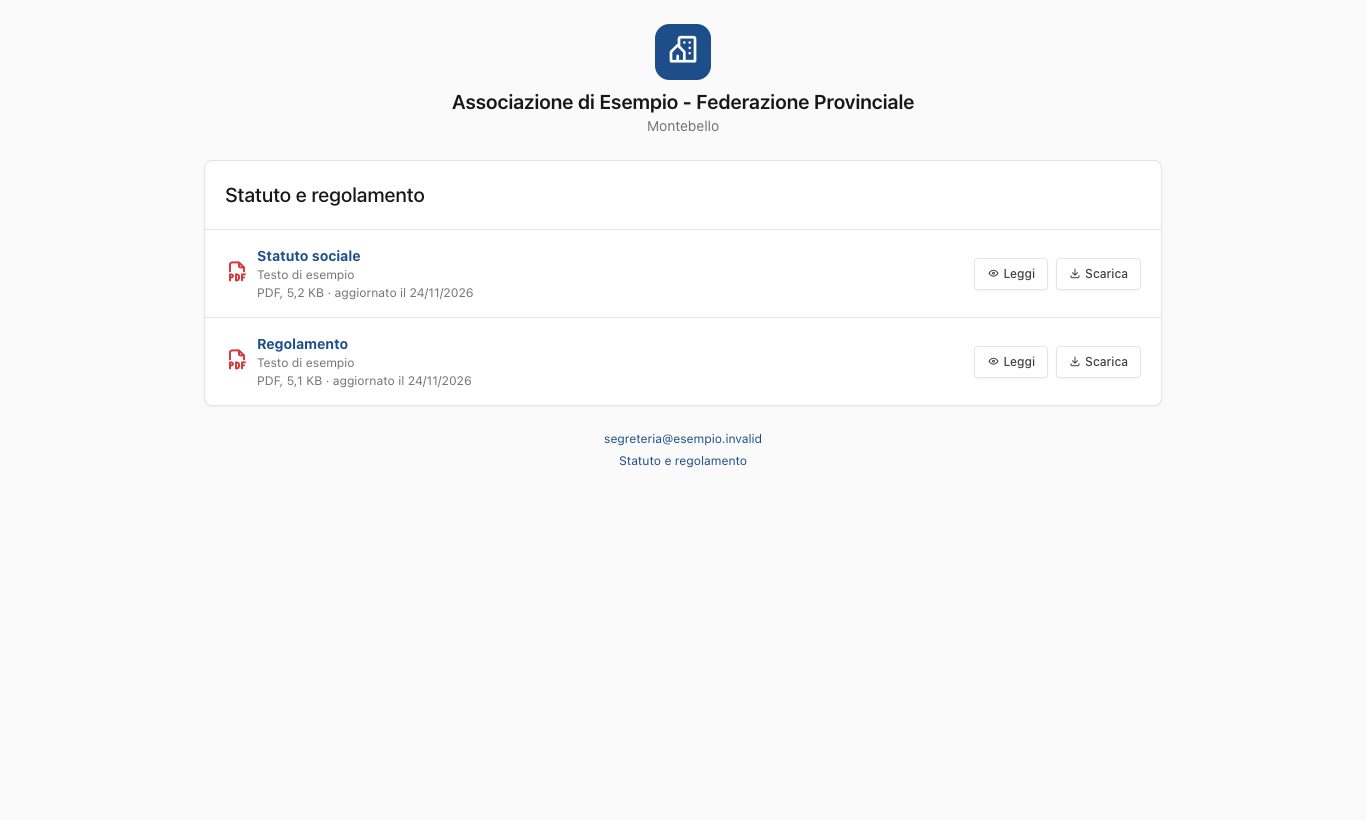 Associazione di Esempio - Federazione Provinciale
Montebello
Statuto e regolamento
PDF
Statuto sociale
Testo di esempio
PDF, 5,2 KB · aggiornato il 24/11/2026
Leggi
Scarica
PDF
Regolamento
Testo di esempio
PDF, 5,1 KB · aggiornato il 24/11/2026
Leggi
Scarica
segreteria@esempio.invalid
Statuto e regolamento